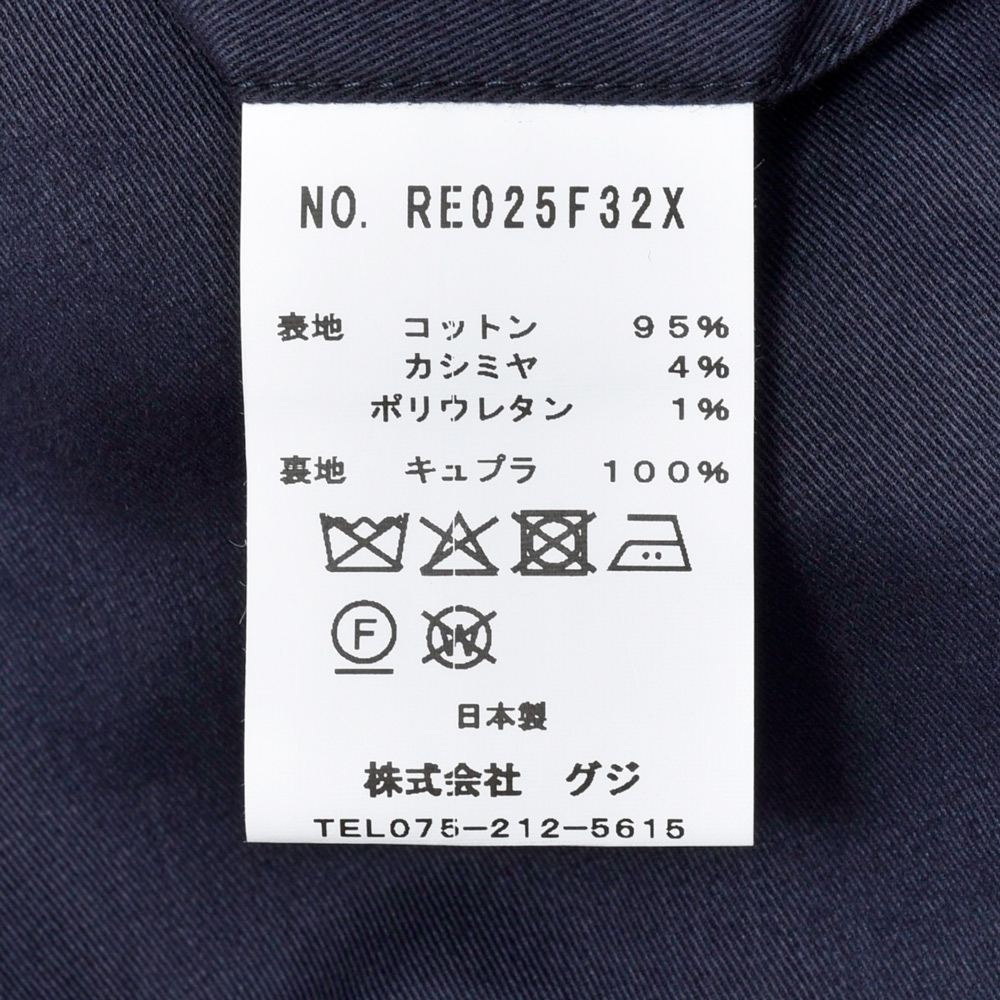 NO. RE025F32X
表地 コットン 95%
カシミヤ 4%
ポリウレタン 1%
裏地 キュプラ 100%
F W
日本製
株式会社 グジ
TEL075-212-5615